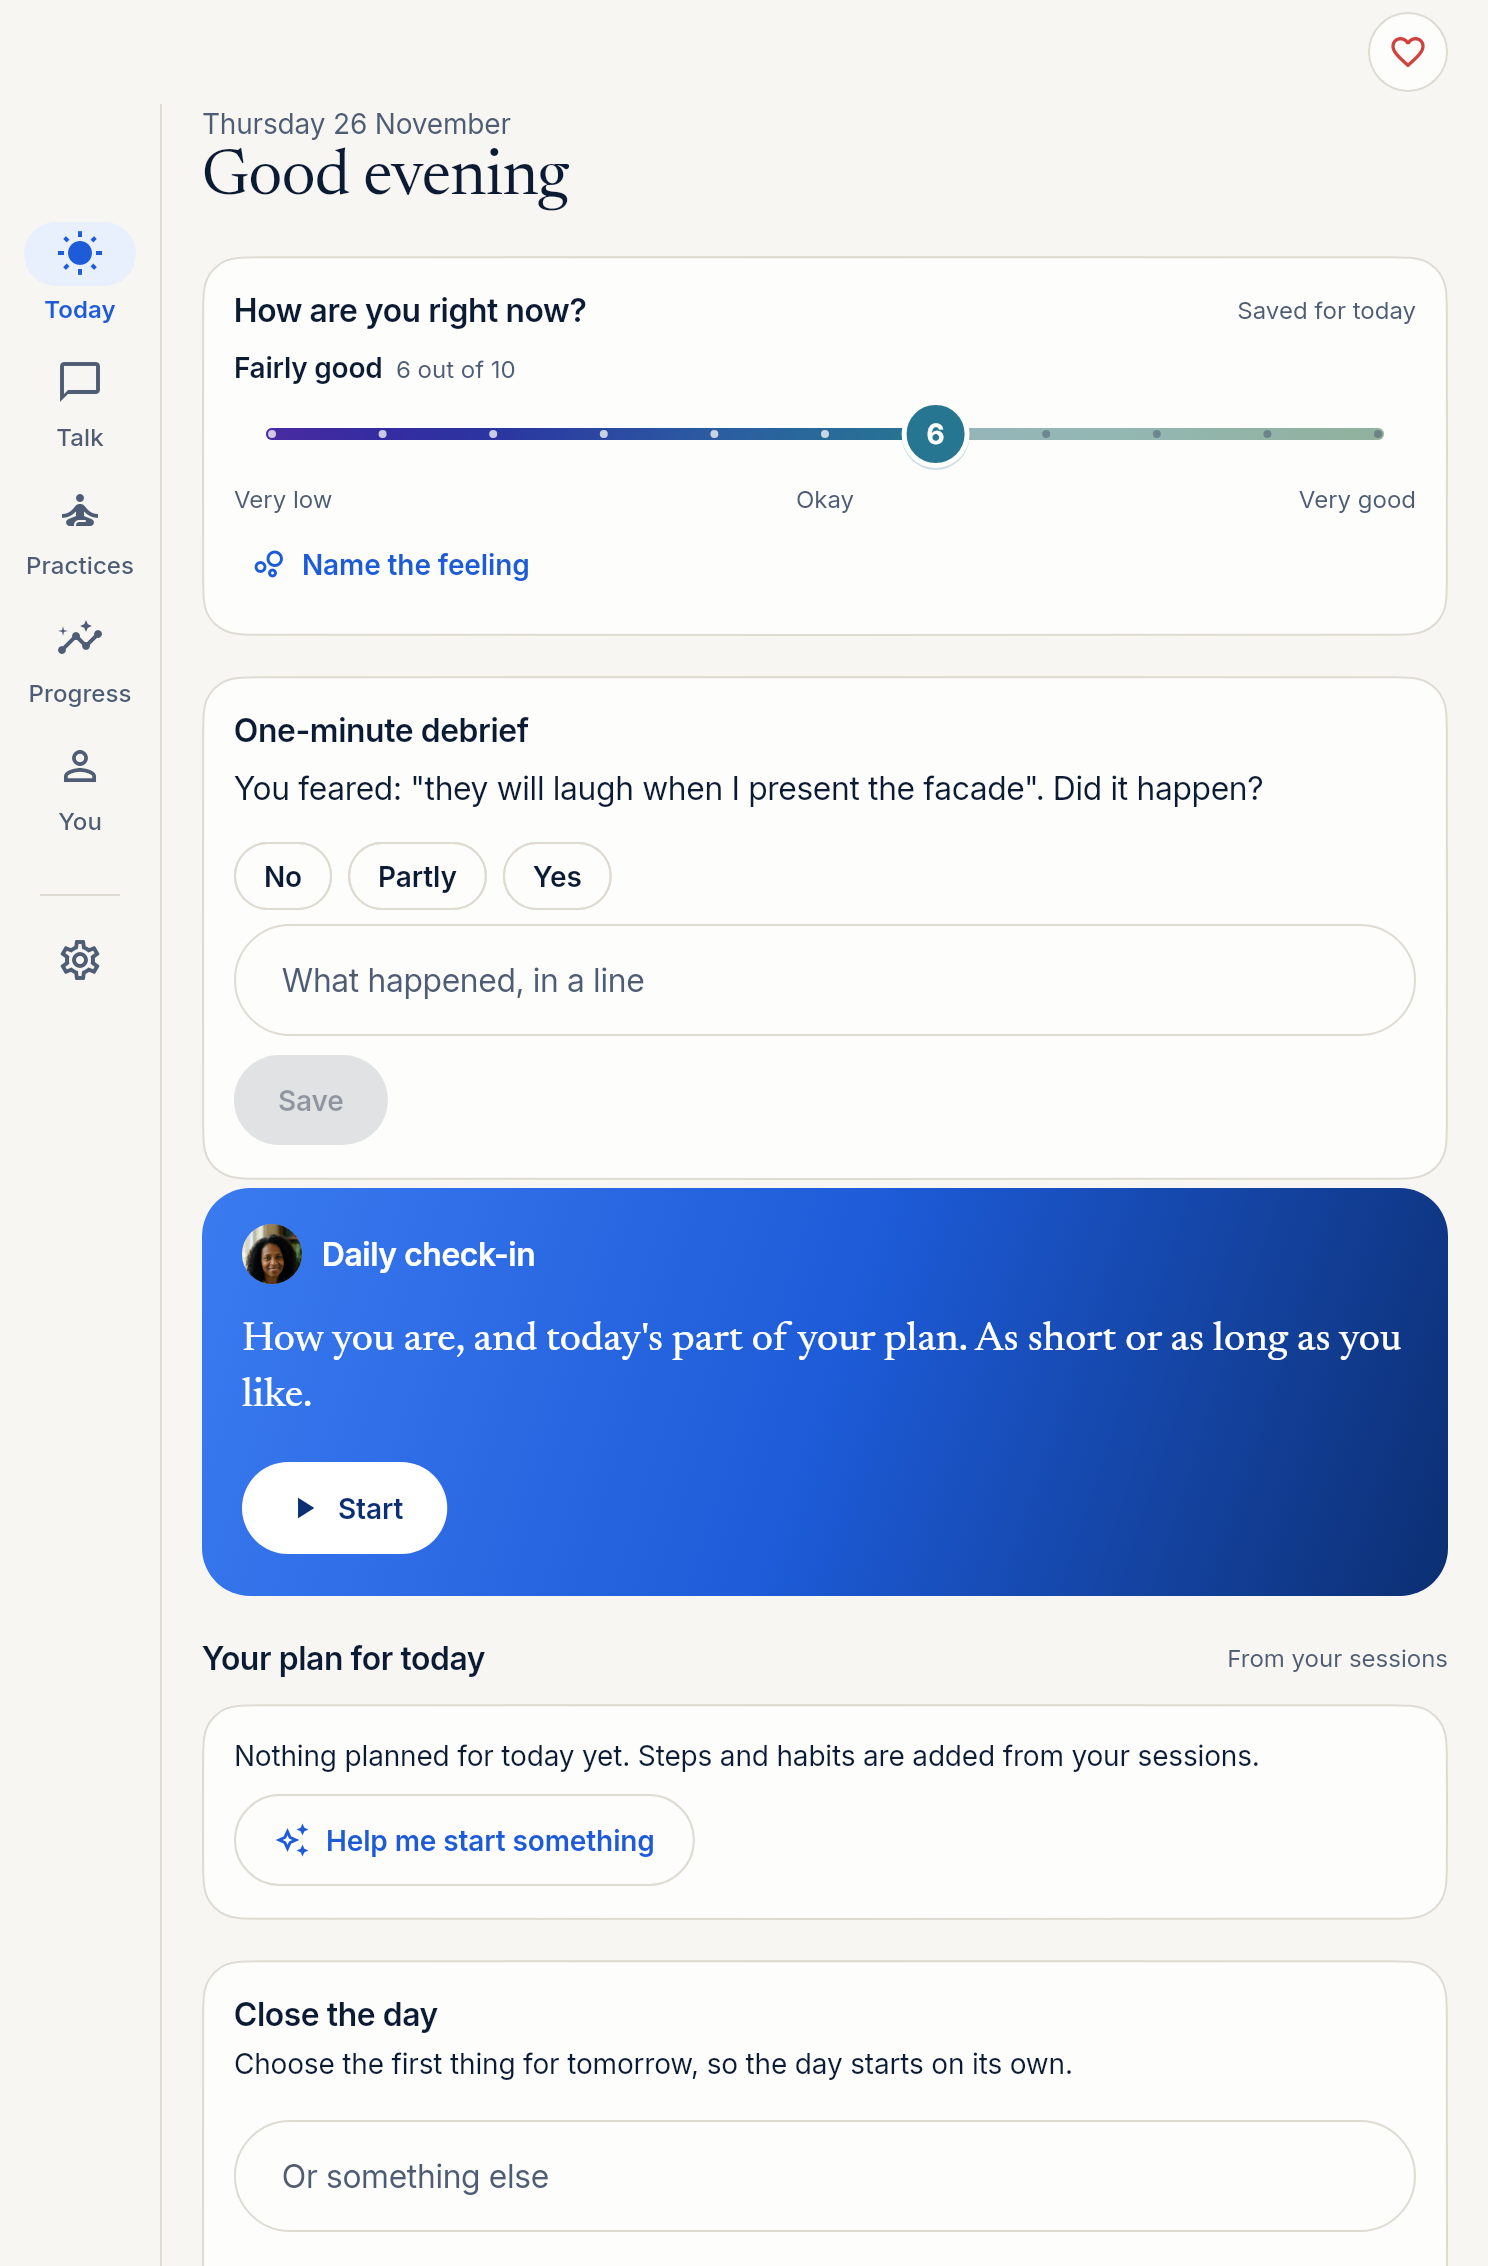 Thursday 26 November
Good evening
Today
Talk
Practices
Progress
You
How are you right now?
Saved for today
Fairly good 6 out of 10
6
Very low
Okay
Very good
Name the feeling
One-minute debrief
You feared: "they will laugh when I present the facade". Did it happen?
No
Partly
Yes
What happened, in a line
Save
Daily check-in
How you are, and today's part of your plan. As short or as long as you
like.
Start
Your plan for today
From your sessions
Nothing planned for today yet. Steps and habits are added from your sessions.
Help me start something
Close the day
Choose the first thing for tomorrow, so the day starts on its own.
Or something else